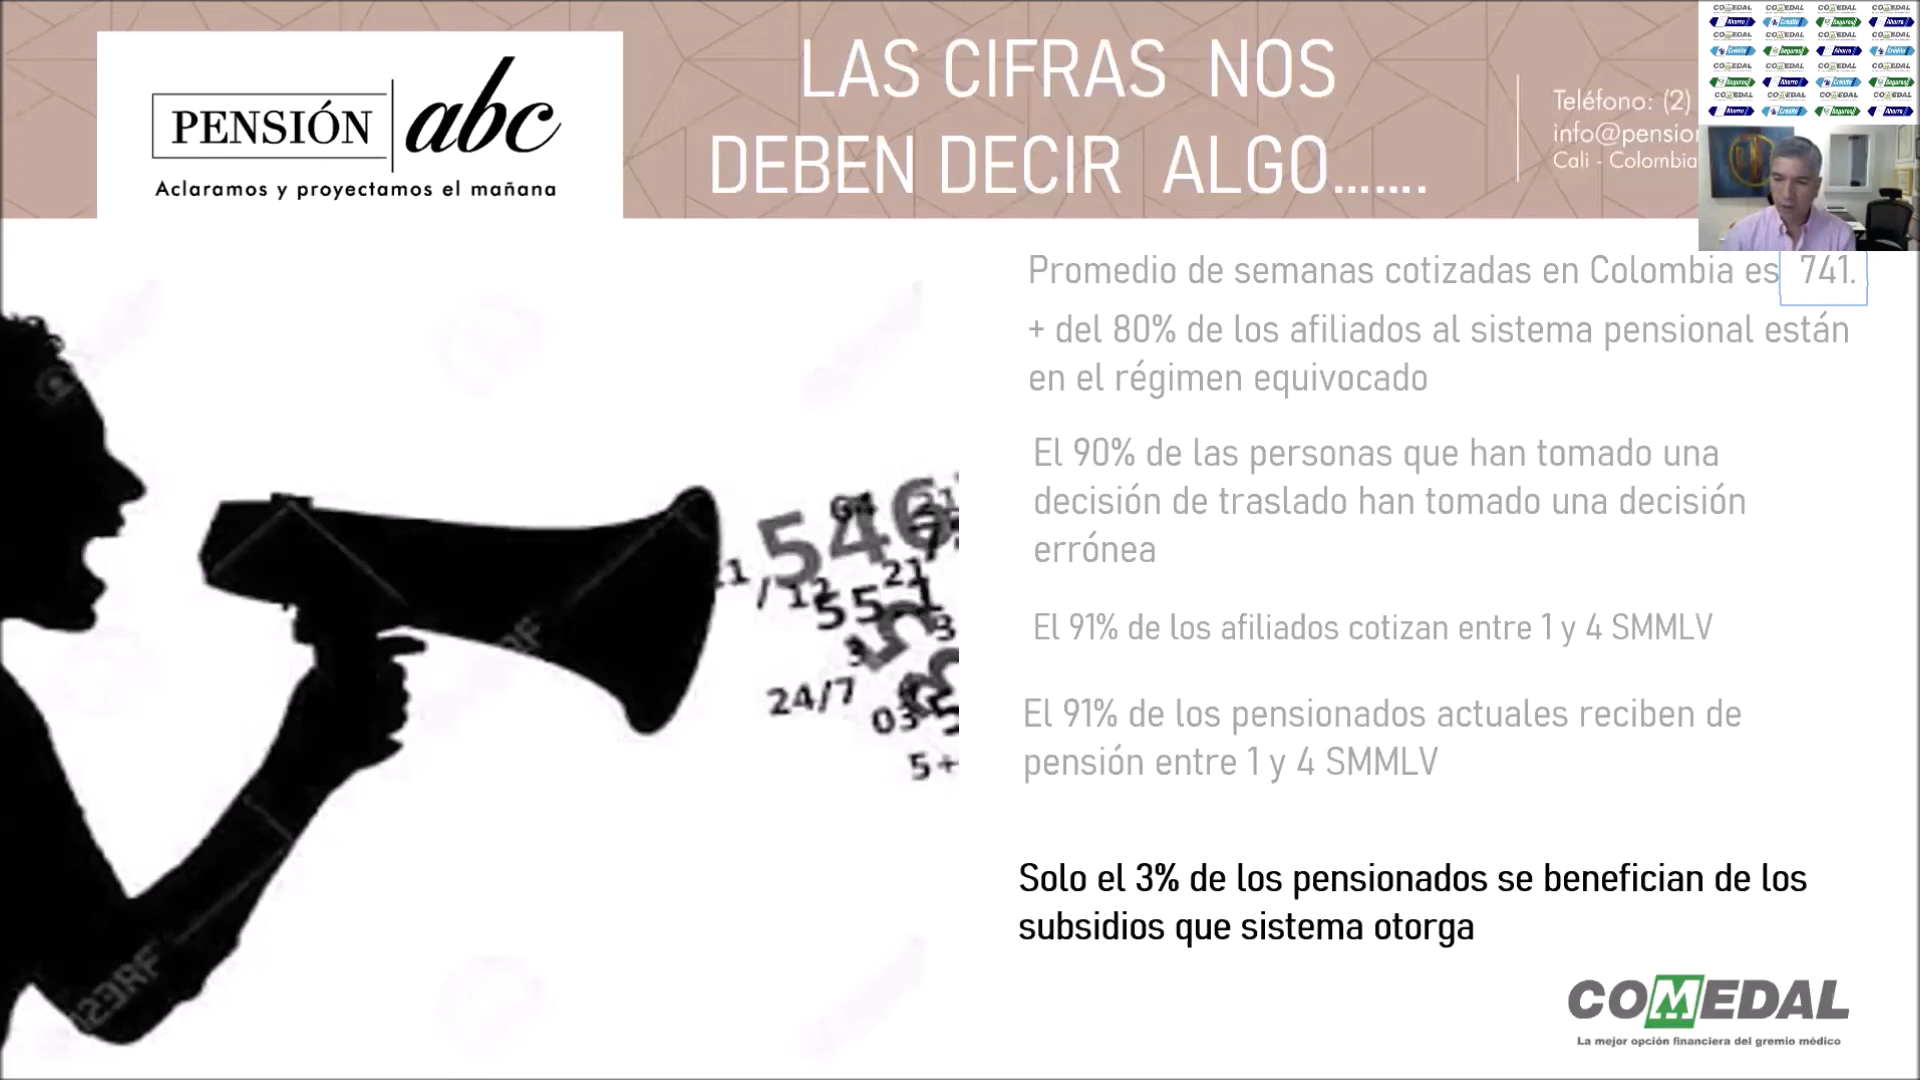 PENSIÓN abc
Aclaramos y proyectamos el mañana
LAS CIFRAS NOS
DEBEN DECIR ALGO.......
Teléfono: (2)
Cali - Colombia
Promedio de semanas cotizadas en Colombia es 741.
+ del 80% de los afiliados al sistema pensional están
en el régimen equivocado
El 90% de las personas que han tomado una
decisión de traslado han tomado una decisión
errónea
El 91% de los afiliados cotizan entre 1 y 4 SMMLV
El 91% de los pensionados actuales reciben de
pensión entre 1 y 4 SMMLV
Solo el 3% de los pensionados se benefician de los
subsidios que sistema otorga
24/7
COMEDAL
La mejor opción financiera del gremio médico